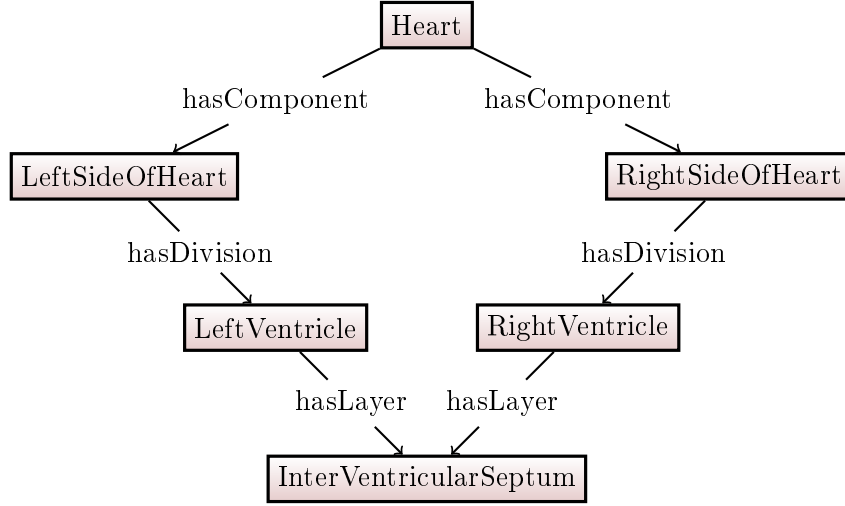 Heart
hasComponent hasComponent
LeftSideOfHeart RightSideOfHeart
hasDivision hasDivision
LeftVentricle RightVentricle
hasLayer hasLayer
InterVentricularSeptum